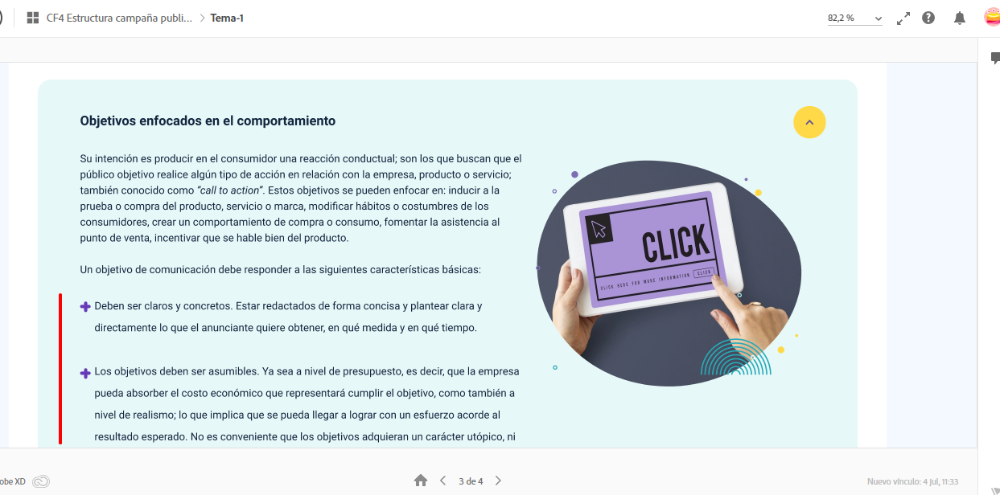 CF4 Estructura campaña publi... > Tema-1
82,2 %
Objetivos enfocados en el comportamiento
Su intención es producir en el consumidor una reacción conductual; son los que buscan que el
público objetivo realice algún tipo de acción en relación con la empresa, producto o servicio;
también conocido como “call to action”. Estos objetivos se pueden enfocar en: inducir a la
prueba o compra del producto, servicio o marca, modificar hábitos o costumbres de los
consumidores, crear un comportamiento de compra o consumo, fomentar la asistencia al
punto de venta, incentivar que se hable bien del producto.
Un objetivo de comunicación debe responder a las siguientes características básicas:
Deben ser claros y concretos. Estar redactados de forma concisa y plantear clara y
directamente lo que el anunciante quiere obtener, en qué medida y en qué tiempo.
Los objetivos deben ser asumibles. Ya sea a nivel de presupuesto, es decir, que la empresa
pueda absorber el costo económico que representará cumplir el objetivo, como también a
nivel de realismo; lo que implica que se pueda llegar a lograr con un esfuerzo acorde al
resultado esperado. No es conveniente que los objetivos adquieran un carácter utópico, ni
CLICK
CLICK HERE FOR MORE INFORMATION
CLICK
obe XD
3 de 4
Nuevo vínculo: 4 jul, 11:33